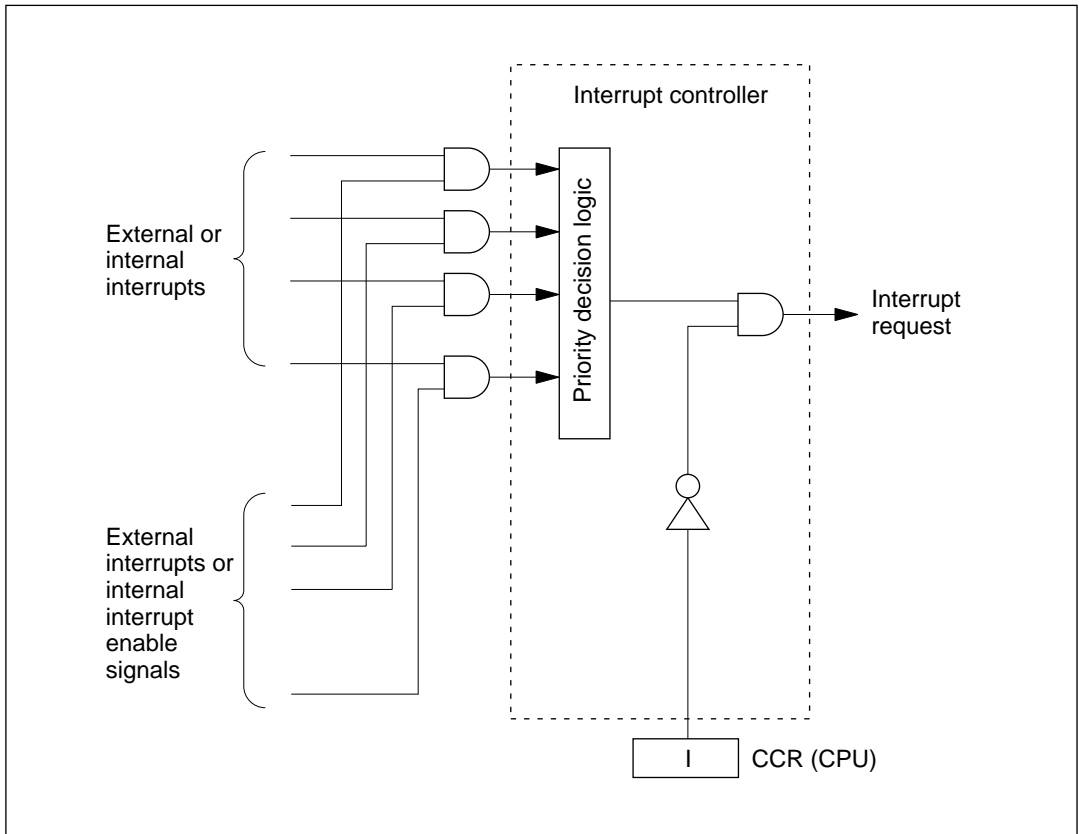 Interrupt controller
External or
internal
interrupts
Priority decision logic
Interrupt
request
External
interrupts or
internal
interrupt
enable
signals
I
CCR (CPU)